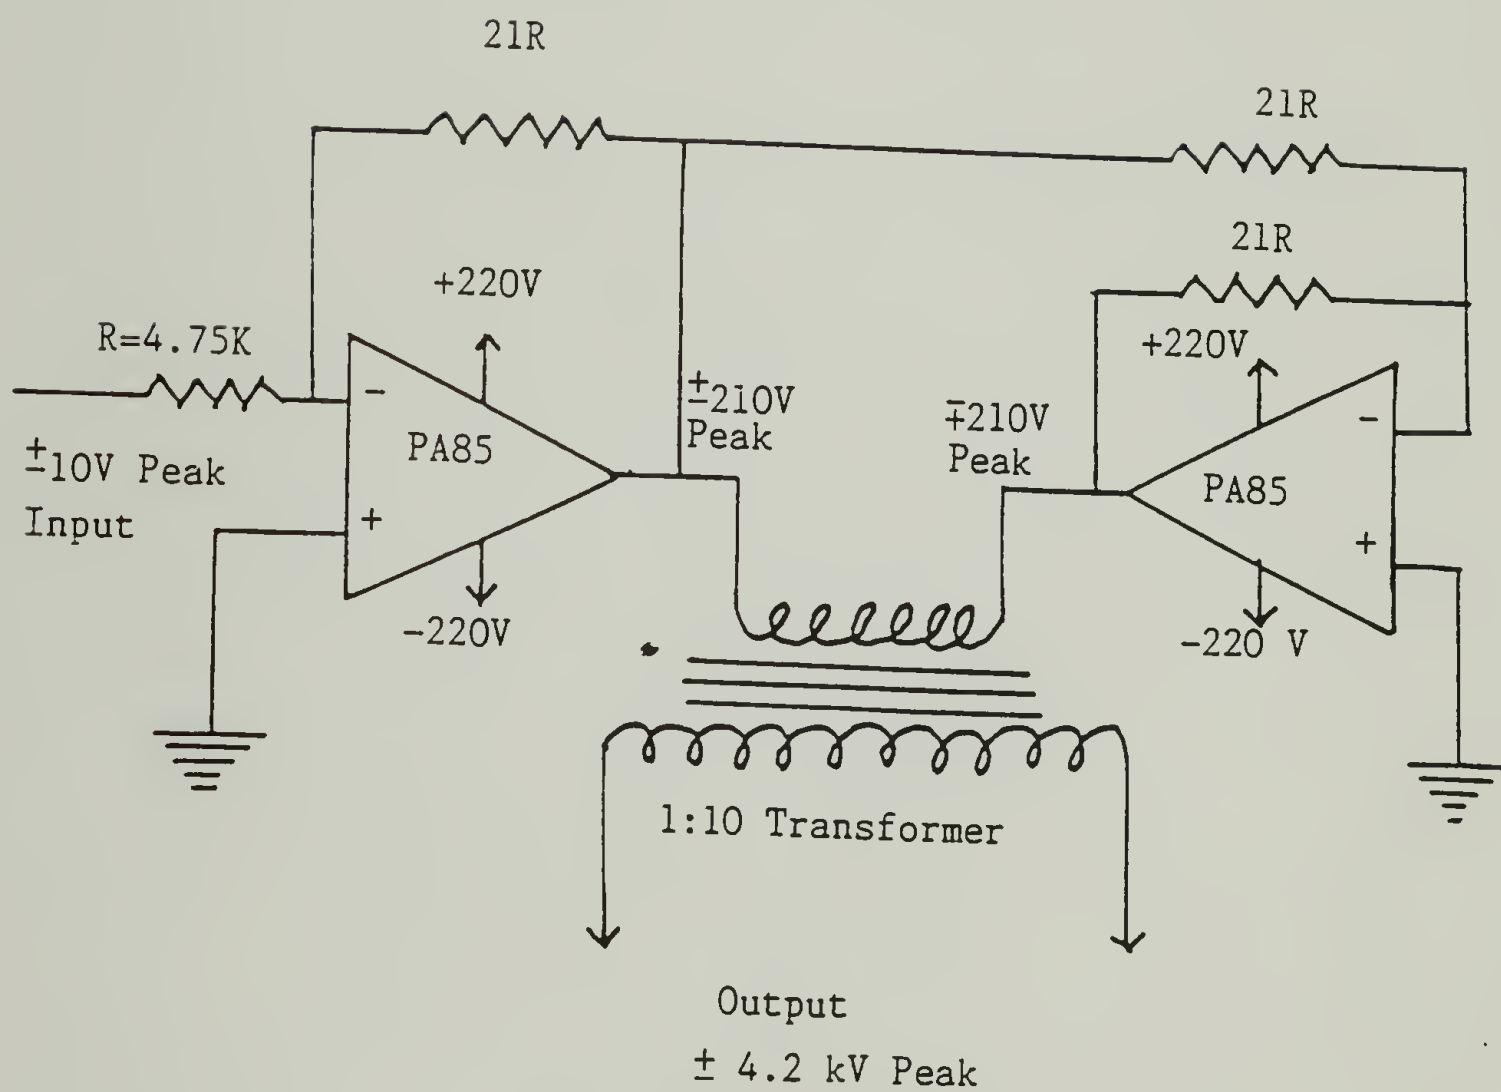 21R
21R
21R
+220V
R=4.75K
+220V
−
±210V
Peak
∓210V
Peak
−
PA85
PA85
±10V Peak
Input
+
+
-220V
-220 V
1:10 Transformer
Output
± 4.2 kV Peak